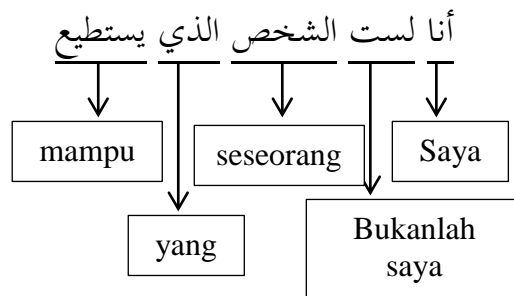 أنا لست الشخص الذي يستطيع
mampu
seseorang
Saya
yang
Bukanlah
saya